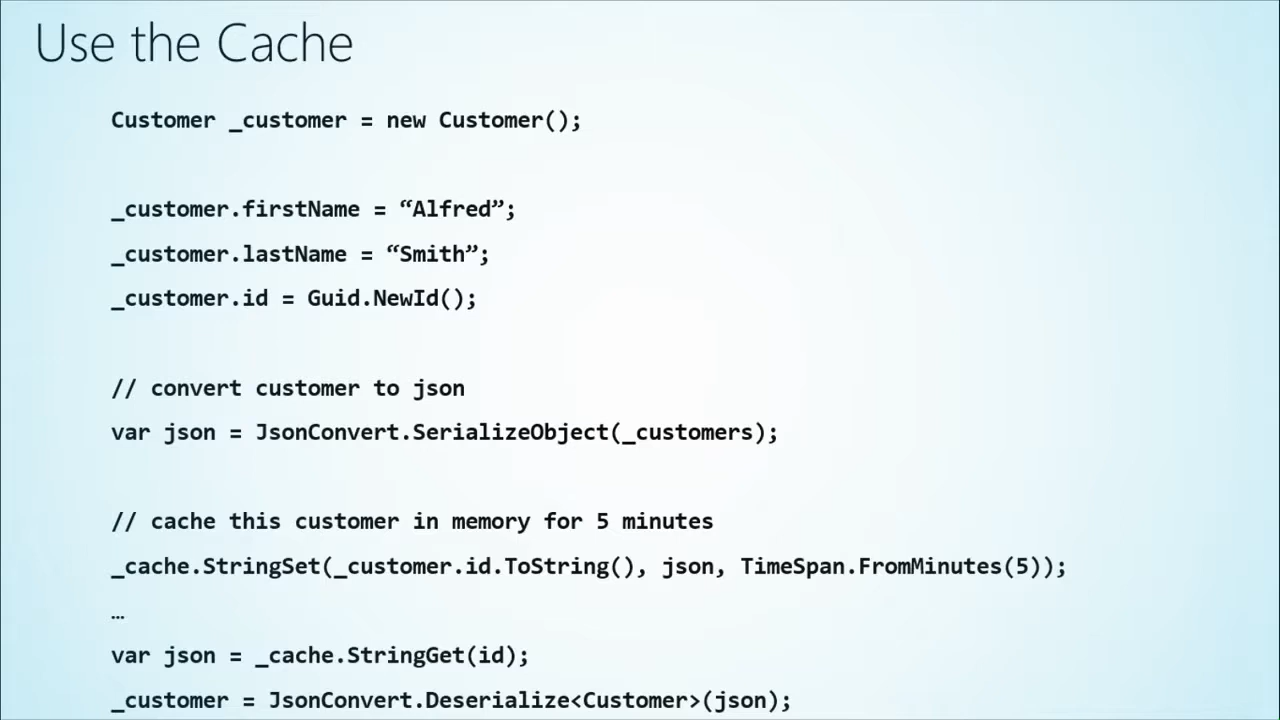 Use the Cache
Customer _customer = new Customer();
_customer.firstName = “Alfred”;
_customer.lastName = “Smith”;
_customer.id = Guid.NewId();
// convert customer to json
var json = JsonConvert.SerializeObject(_customers);
// cache this customer in memory for 5 minutes
_cache.StringSet(_customer.id.ToString(), json, TimeSpan.FromMinutes(5));
…
var json = _cache.StringGet(id);
_customer = JsonConvert.Deserialize<Customer>(json);